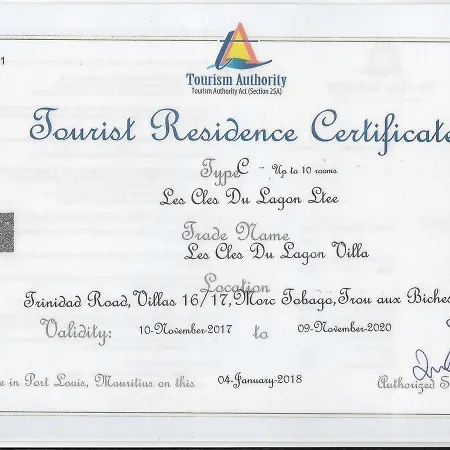 1
Tourism Authority
Tourism Authority Act (Section 25A)
Tourist Residence Certificate
Type C - Up to 10 rooms
Les Cles Du Lagon Ltee
Trade Name
Les Cles Du Lagon Villa
Location
Trinidad Road, Villas 16/17, Morc Tobago, Trou aux Biches
Validity: 10-November-2017 to 09-November-2020
e in Port Louis, Mauritius on this 04-January-2018
Authorized S